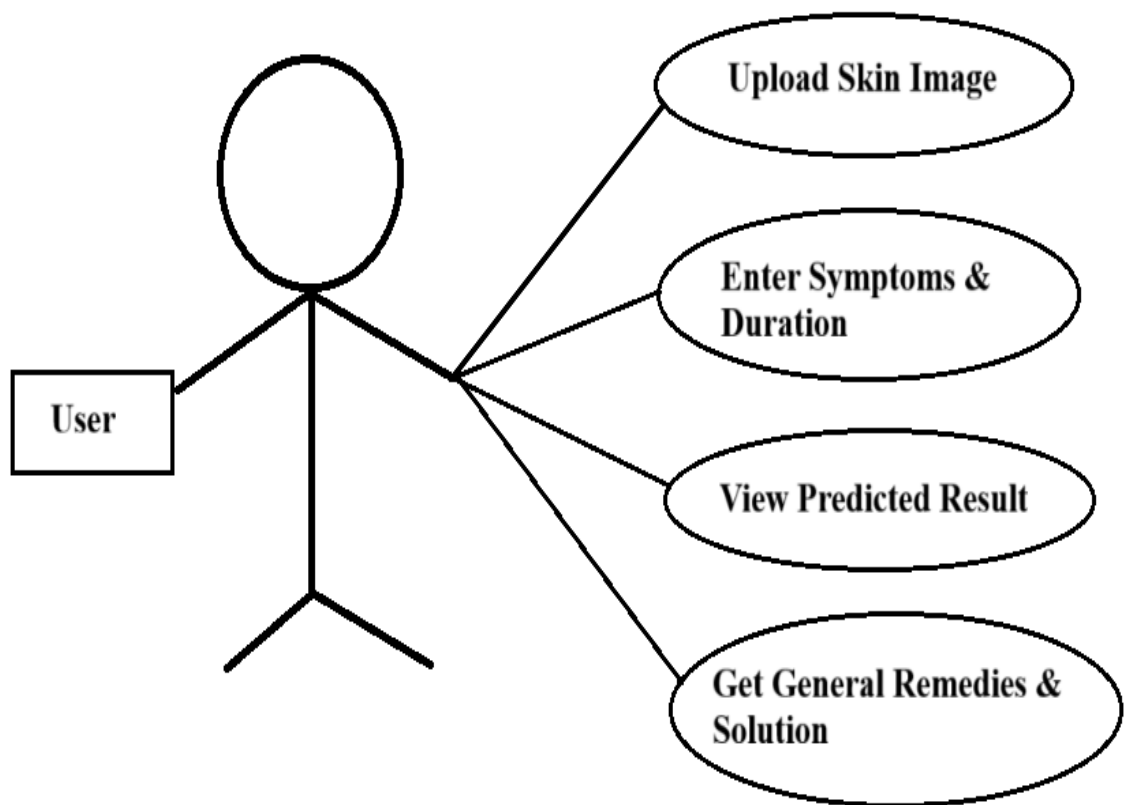 Upload Skin Image
Enter Symptoms &
Duration
User
View Predicted Result
Get General Remedies &
Solution